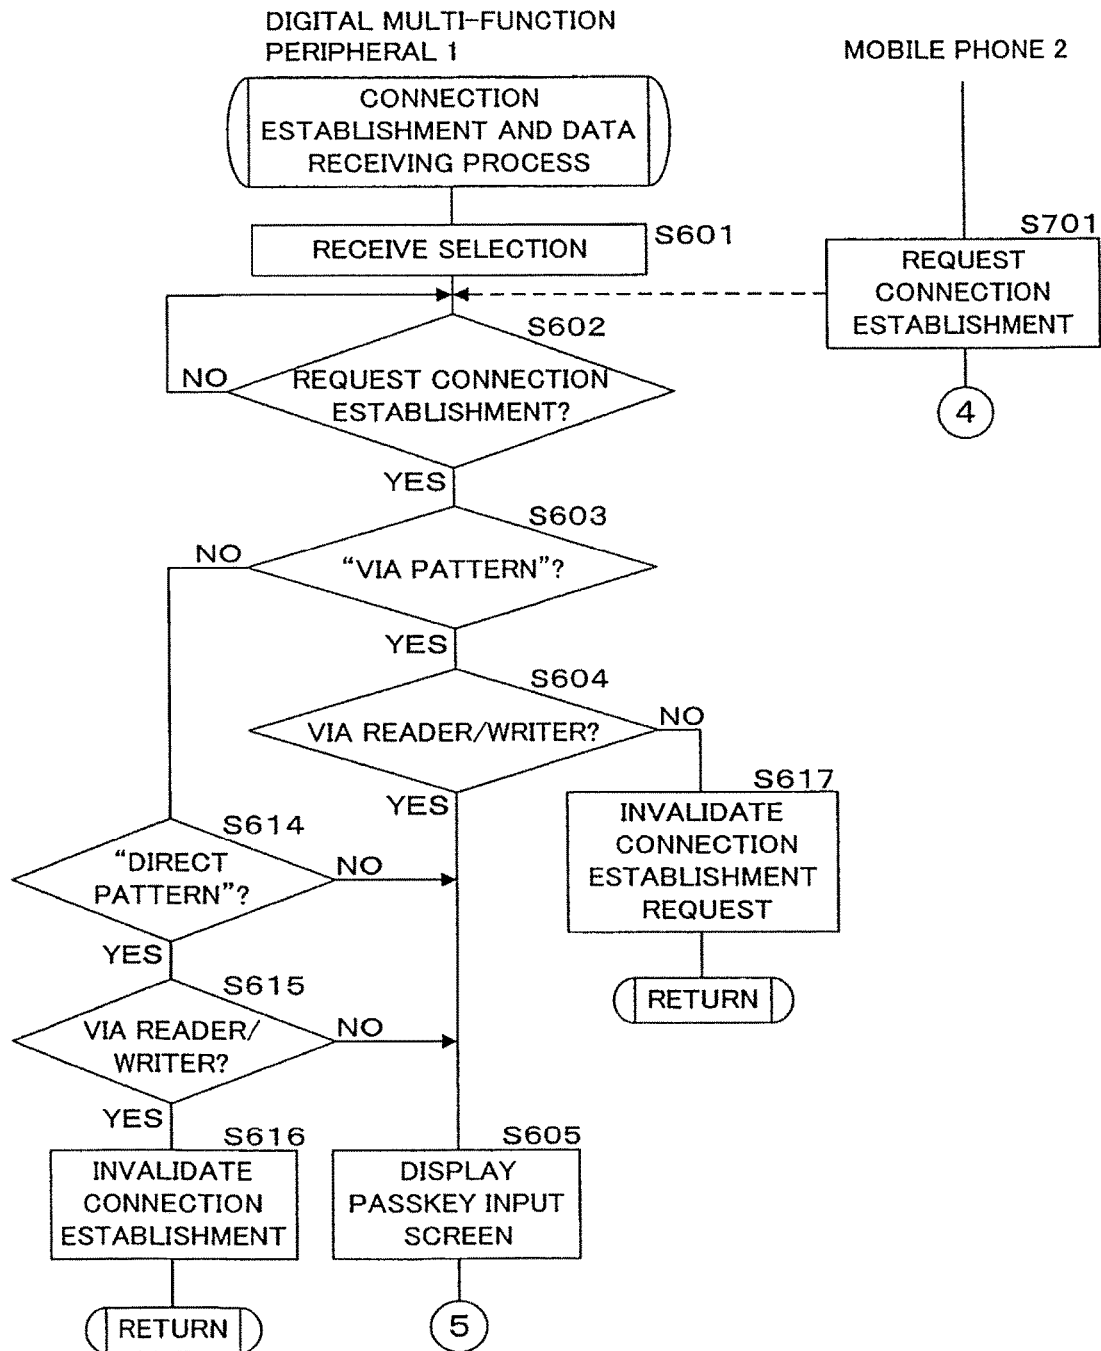 DIGITAL MULTI-FUNCTION
PERIPHERAL 1
MOBILE PHONE 2
CONNECTION
ESTABLISHMENT AND DATA
RECEIVING PROCESS
RECEIVE SELECTION
S601
S701
REQUEST
CONNECTION
ESTABLISHMENT
4
S602
REQUEST CONNECTION
ESTABLISHMENT?
NO
YES
S603
"VIA PATTERN"?
NO
YES
S604
VIA READER/WRITER?
NO
YES
S617
INVALIDATE
CONNECTION
ESTABLISHMENT
REQUEST
RETURN
S614
"DIRECT
PATTERN"?
NO
YES
S615
VIA READER/
WRITER?
NO
YES
S616
INVALIDATE
CONNECTION
ESTABLISHMENT
RETURN
S605
DISPLAY
PASSKEY INPUT
SCREEN
5